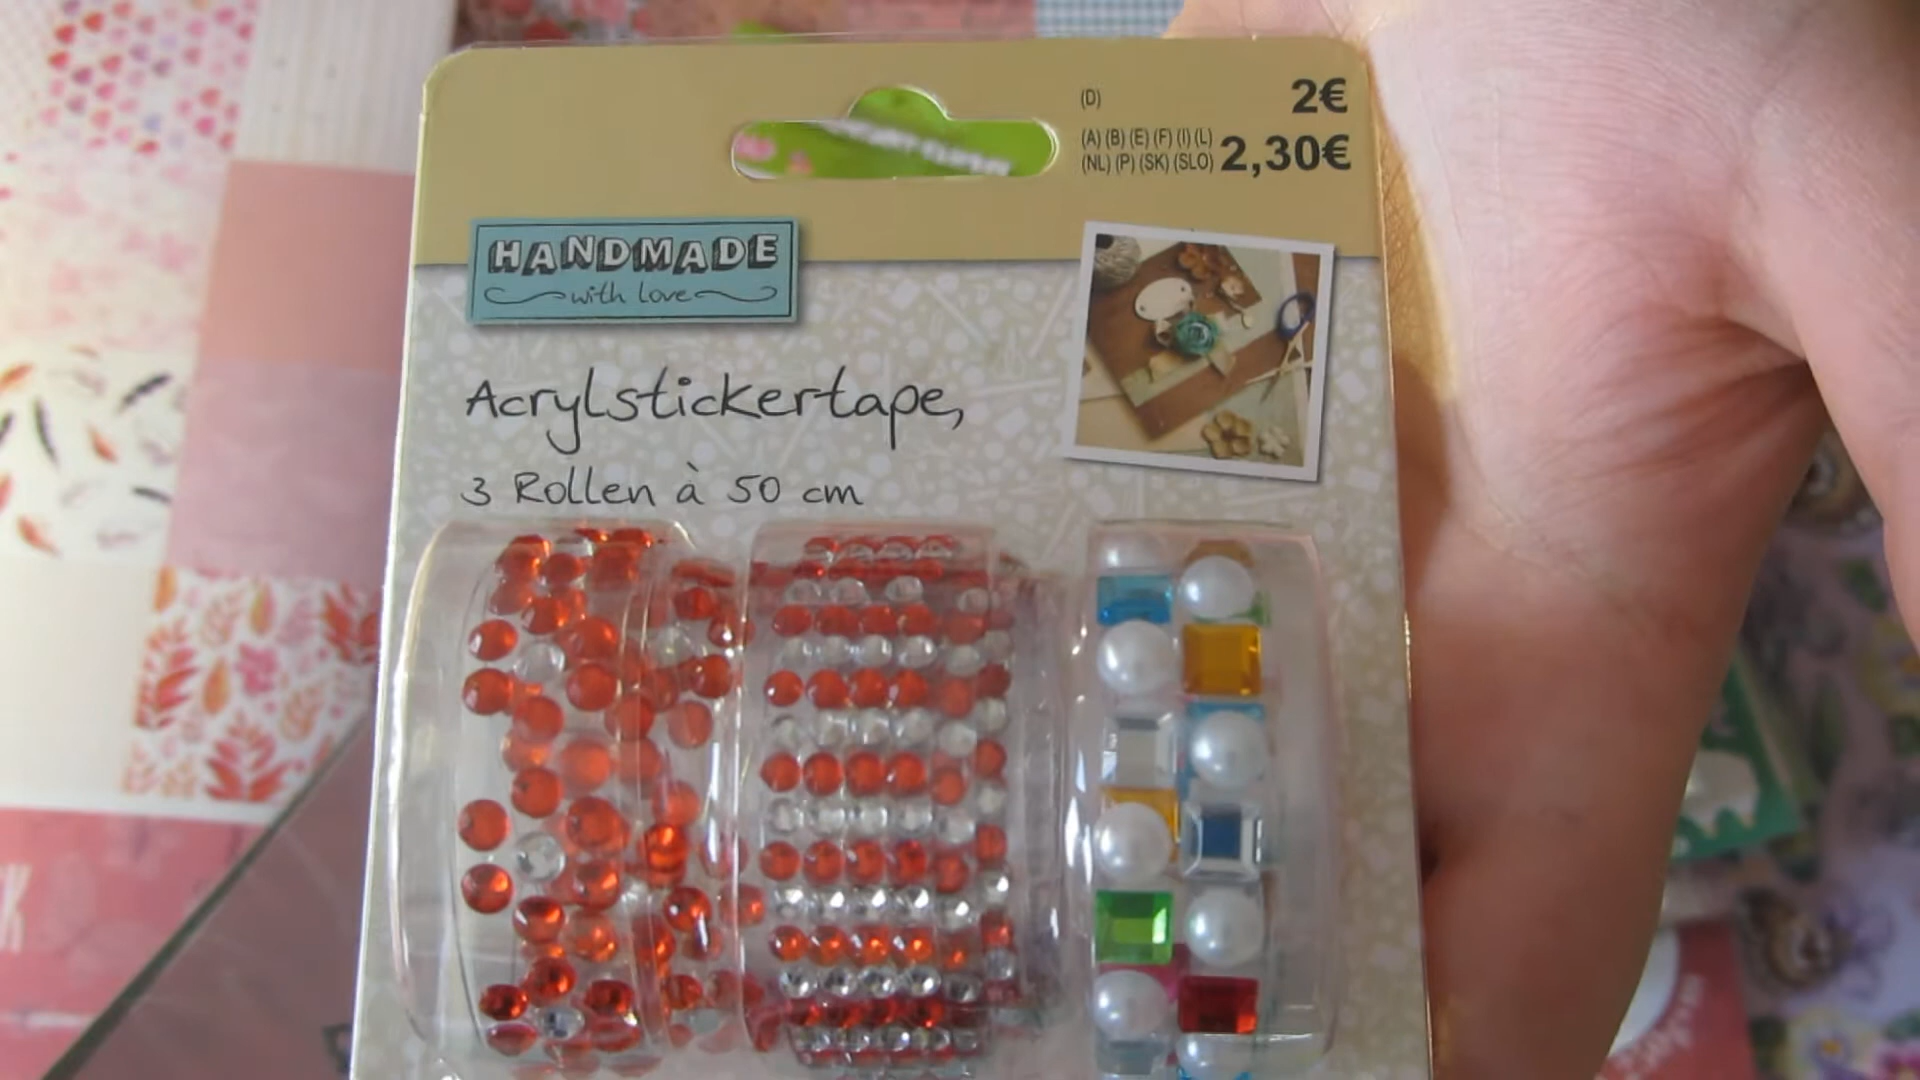 (D) 2€
(A) (B) (E) (F) (I) (L)
(NL) (P) (SK) (SLO) 2,30€
HANDMADE
with love
Acrylstickertape,
3 Rollen à 50 cm